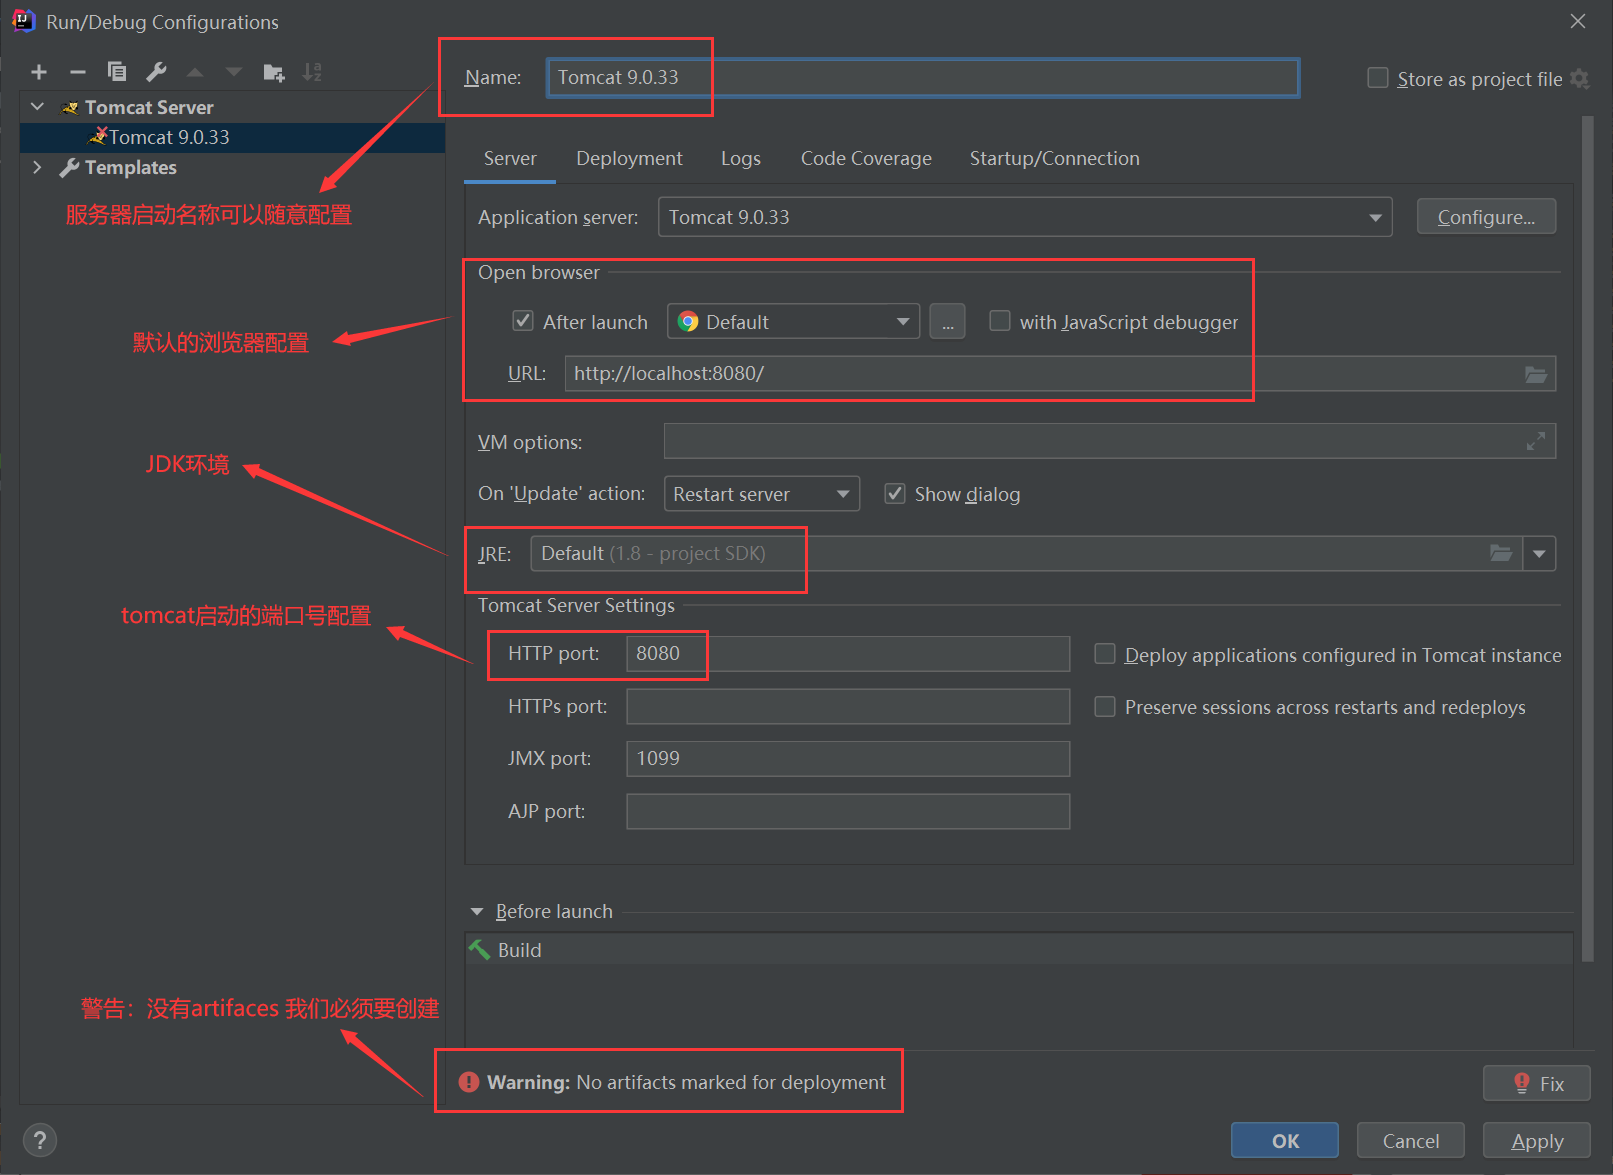 Run/Debug Configurations
Name: Tomcat 9.0.33
Store as project file
Tomcat Server
Tomcat 9.0.33
Templates
服务器启动名称可以随意配置
Server Deployment Logs Code Coverage Startup/Connection
Application server: Tomcat 9.0.33 Configure...
Open browser
After launch Default ... with JavaScript debugger
默认的浏览器配置
URL: http://localhost:8080/
VM options:
JDK环境
On 'Update' action: Restart server Show dialog
JRE: Default (1.8 - project SDK)
Tomcat Server Settings
tomcat启动的端口号配置
HTTP port: 8080 Deploy applications configured in Tomcat instance
HTTPs port: Preserve sessions across restarts and redeploys
JMX port: 1099
AJP port:
Before launch
Build
警告：没有artifaces 我们必须要创建
Warning: No artifacts marked for deployment
Fix
? OK Cancel Apply